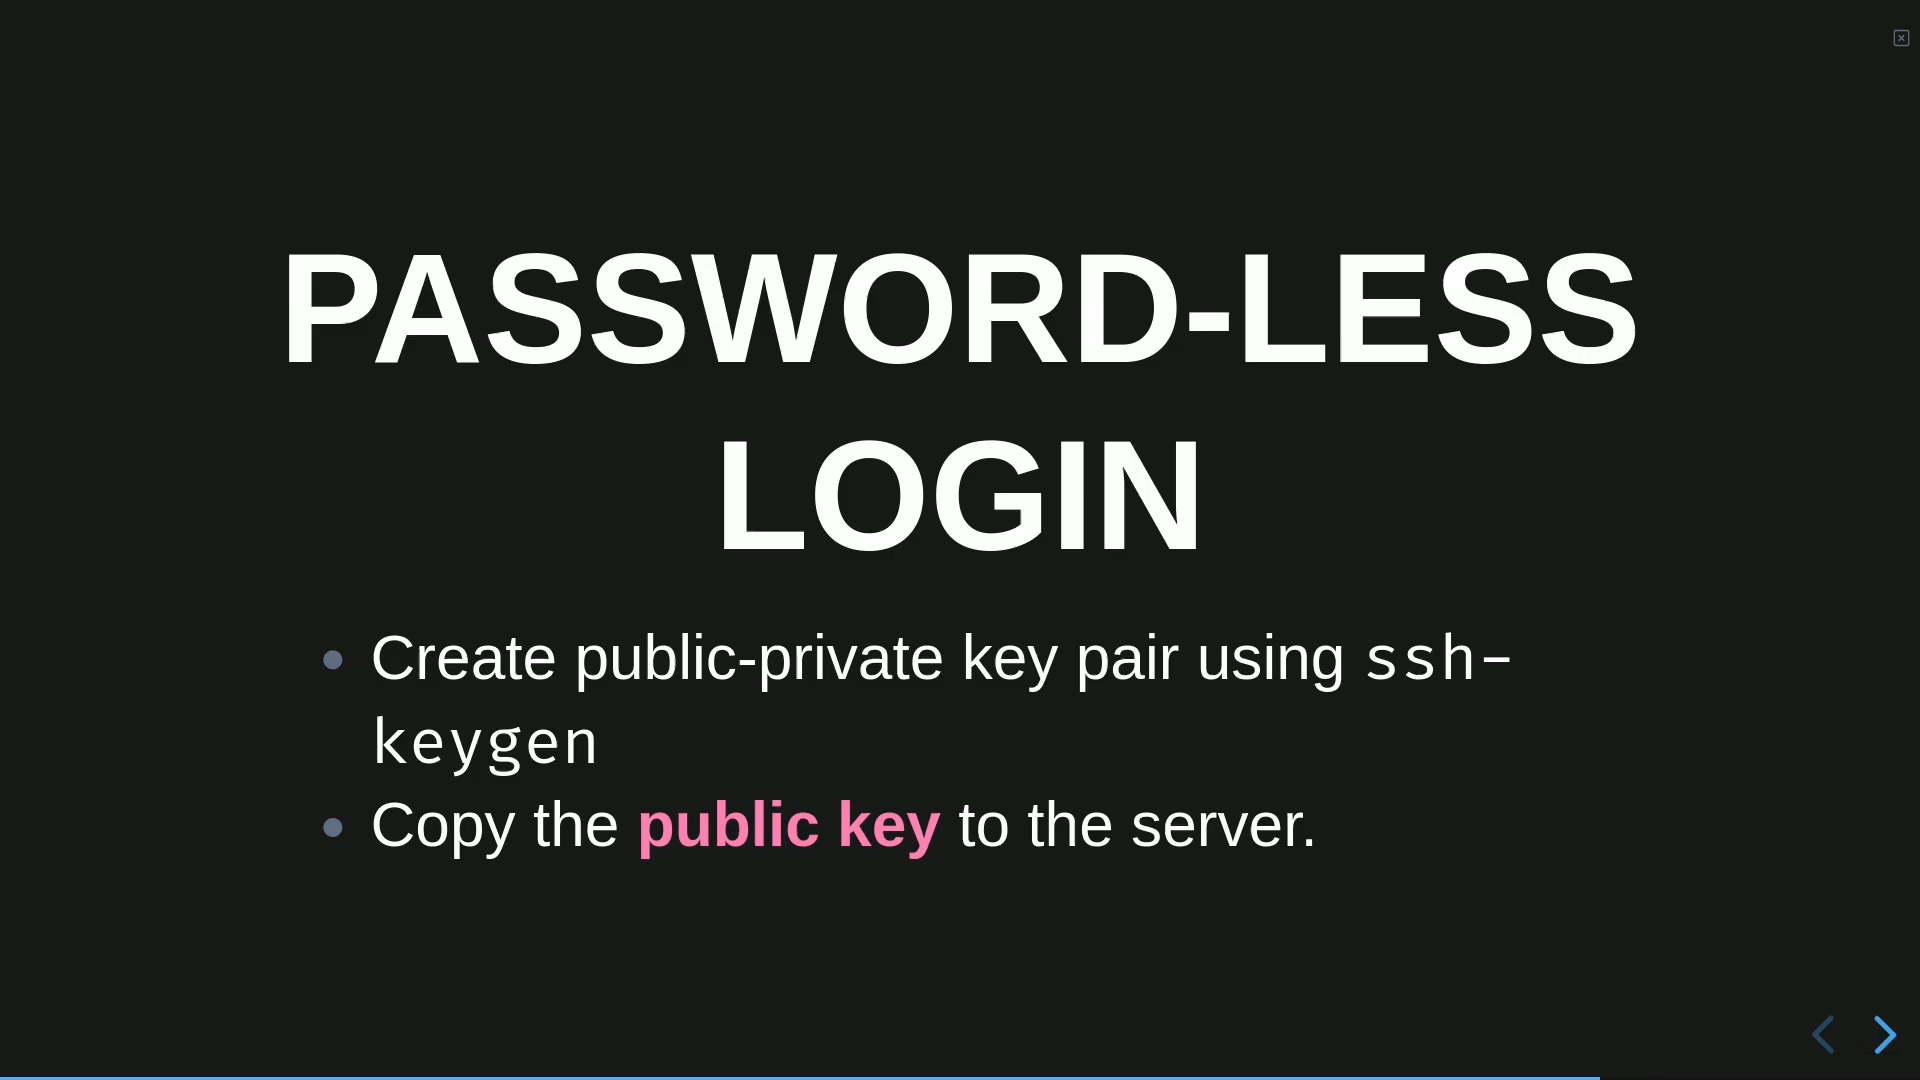 PASSWORD-LESS
LOGIN
Create public-private key pair using ssh-
keygen
Copy the public key to the server.